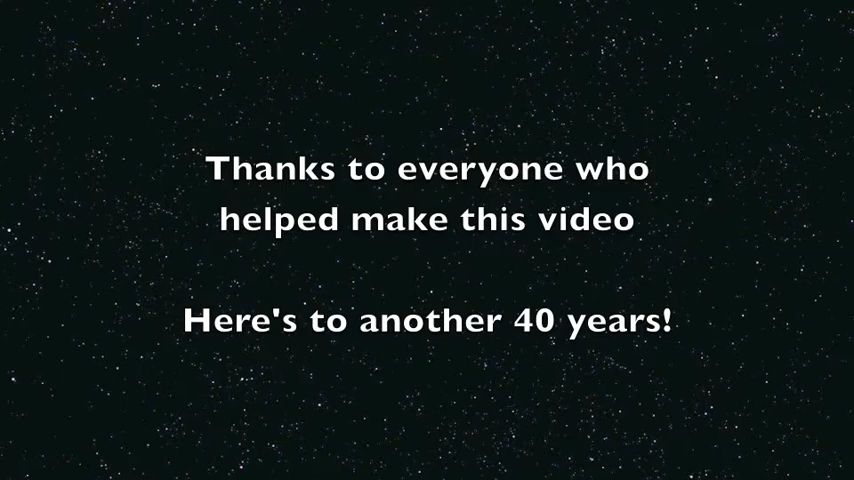 Thanks to everyone who
helped make this video
Here's to another 40 years!